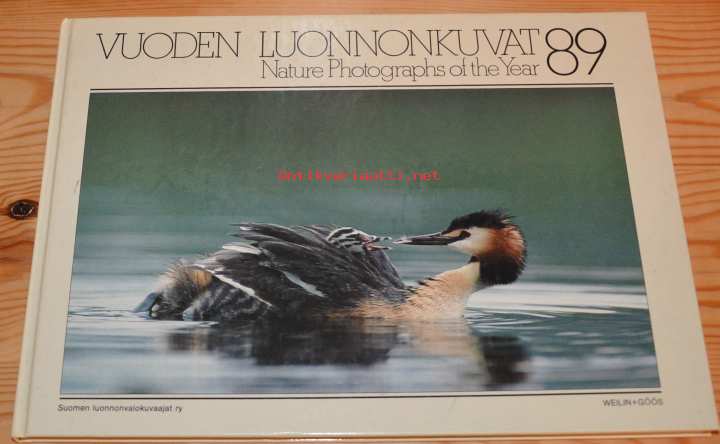 VUODEN LUONNONKUVAT 89
Nature Photographs of the Year
Antikvariaatti.net
Suomen luonnonvalokuvaajat ry
WEILIN+GÖÖS